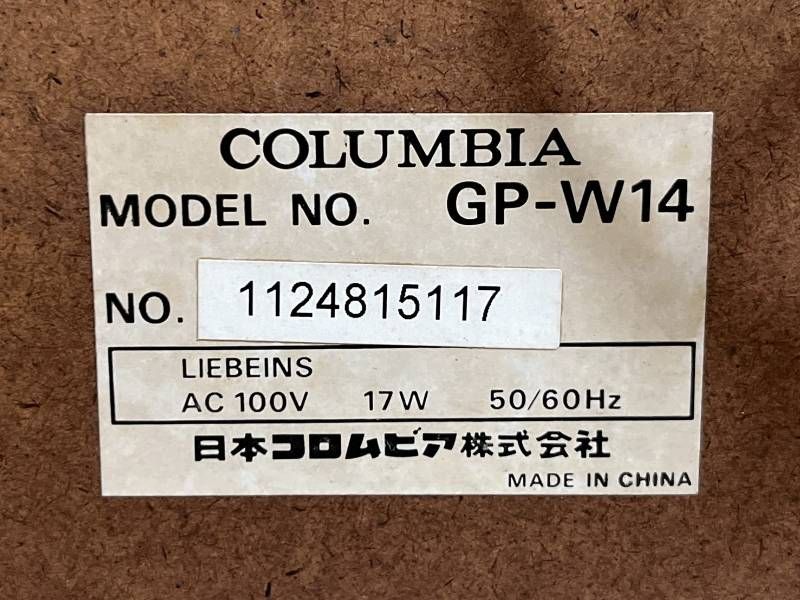 COLUMBIA
MODEL NO. GP-W14
NO. 1124815117
LIEBEINS
AC 100V 17W 50/60Hz
日本コロムビア株式会社
MADE IN CHINA